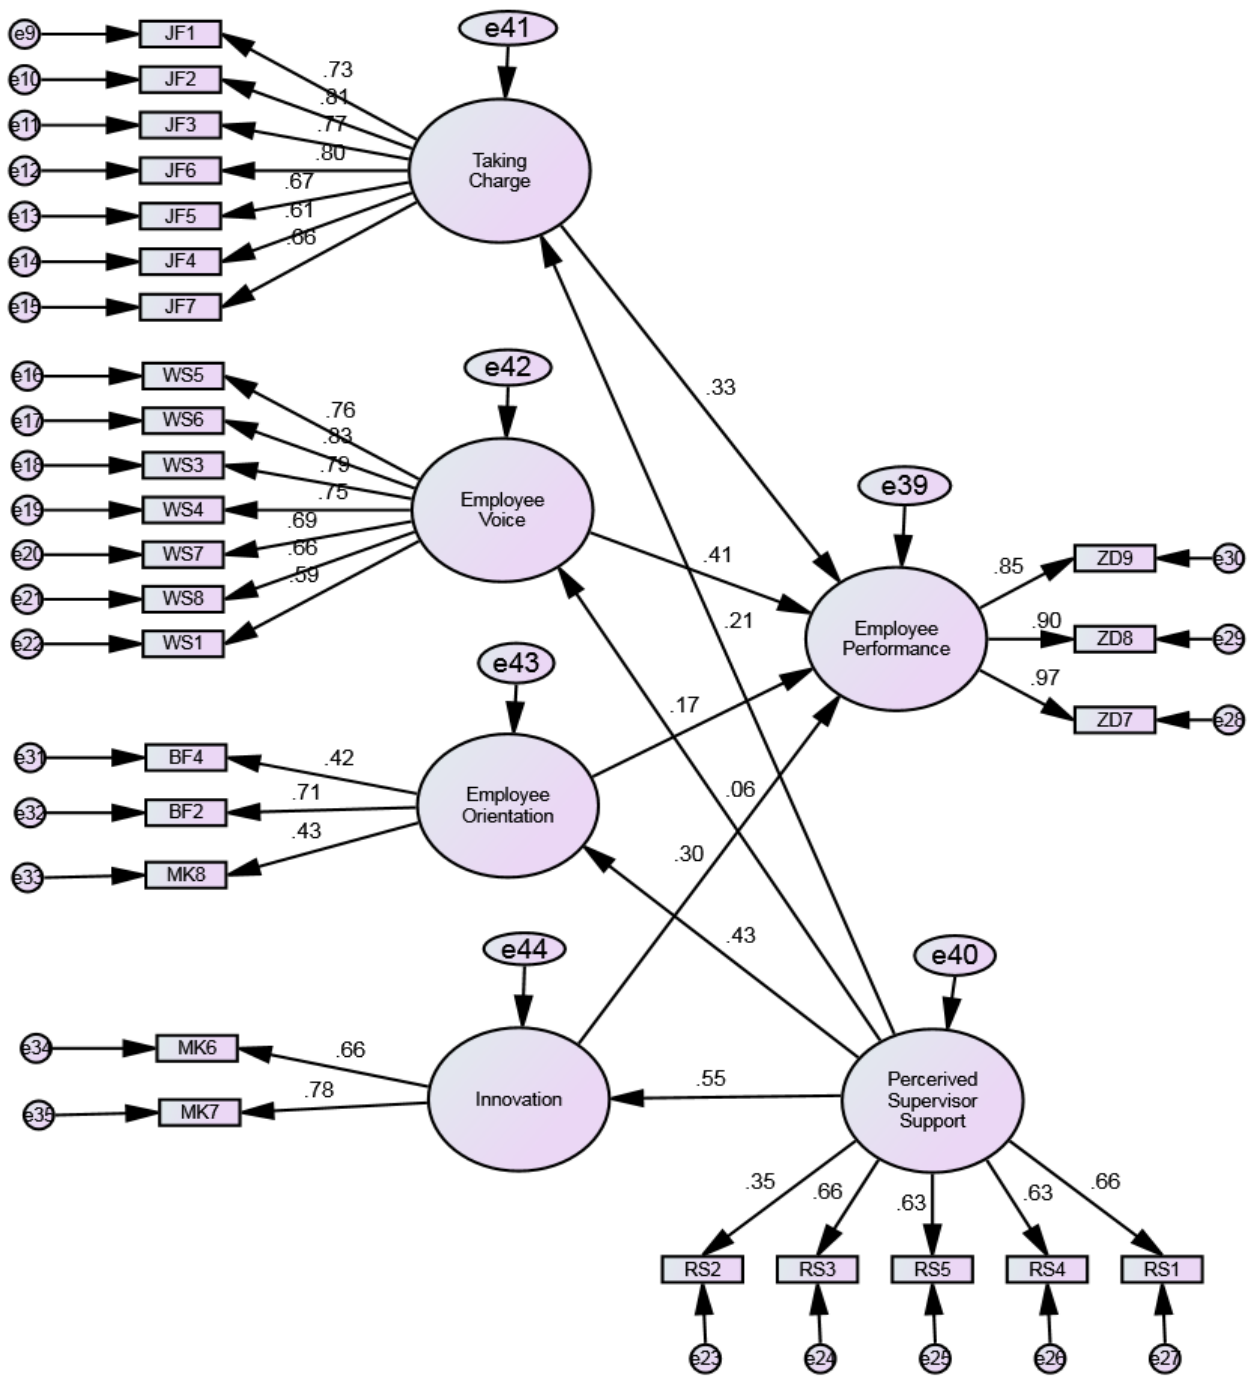 e9
JF1
e41
.73
e10
JF2
.81
e11
JF3
.77
Taking
Charge
e12
JF6
.80
.67
e13
JF5
.61
e14
JF4
.66
e15
JF7
e42
e16
WS5
.33
.76
e17
WS6
.83
e18
WS3
.79
e39
Employee
Voice
e19
WS4
.75
.69
e20
WS7
.66
.41
.85
ZD9
e30
e21
WS8
.59
.21
.90
Employee
Performance
ZD8
e29
e22
WS1
e43
.97
.17
ZD7
e28
e31
BF4
.42
.71
.06
Employee
Orientation
e32
BF2
.43
.30
e33
MK8
.43
e44
e40
e34
MK6
.66
.55
Percerived
Supervisor
Support
.78
Innovation
e35
MK7
.35
.66
.63
.63
.66
RS2
RS3
RS5
RS4
RS1
e23
e24
e25
e26
e27